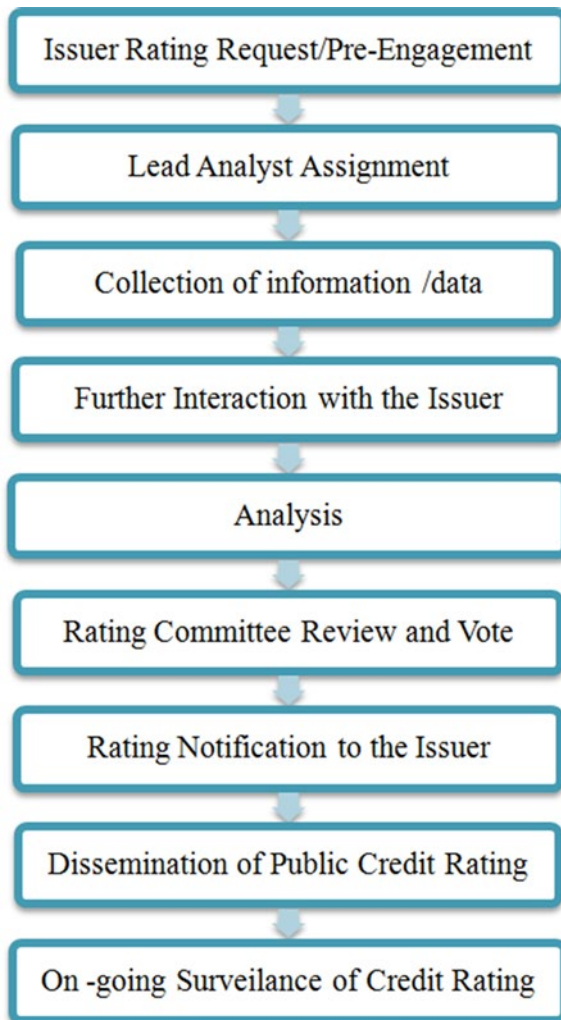 Issuer Rating Request/Pre-Engagement
Lead Analyst Assignment
Collection of information /data
Further Interaction with the Issuer
Analysis
Rating Committee Review and Vote
Rating Notification to the Issuer
Dissemination of Public Credit Rating
On -going Surveilance of Credit Rating